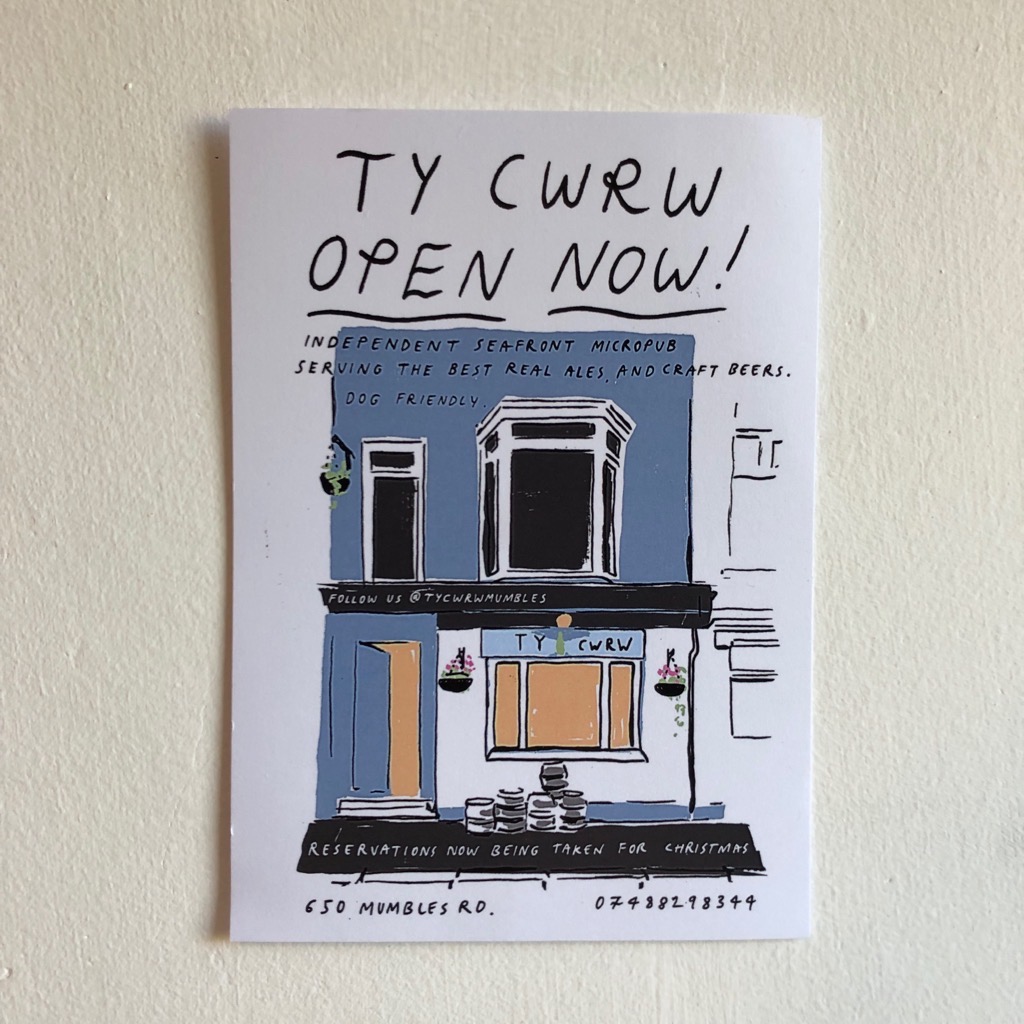 TY CWRW
OPEN NOW!
INDEPENDENT SEAFRONT MICROPUB
SERVING THE BEST REAL ALES, AND CRAFT BEERS.
DOG FRIENDLY.
FOLLOW US @TYCWRWMUMBLES
TY CWRW
RESERVATIONS NOW BEING TAKEN FOR CHRISTMAS
650 MUMBLES RD.
07488298344